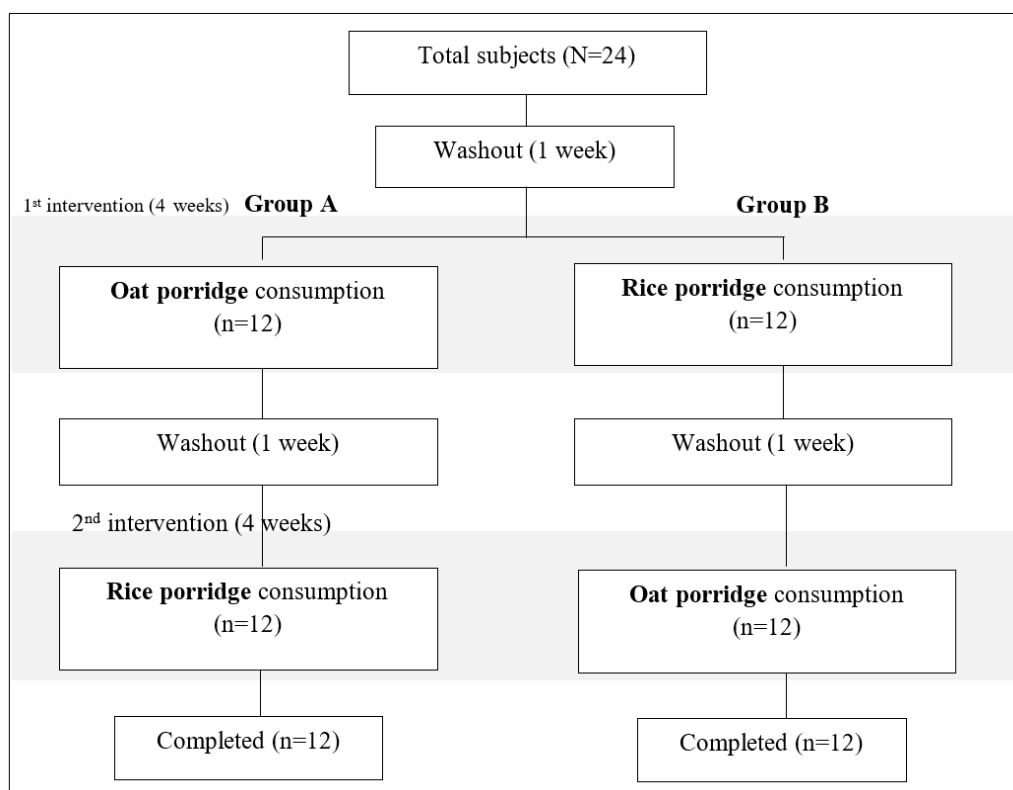 Total subjects (N=24)
Washout (1 week)
1st intervention (4 weeks) Group A
Group B
Oat porridge consumption
(n=12)
Rice porridge consumption
(n=12)
Washout (1 week)
Washout (1 week)
2nd intervention (4 weeks)
Rice porridge consumption
(n=12)
Oat porridge consumption
(n=12)
Completed (n=12)
Completed (n=12)